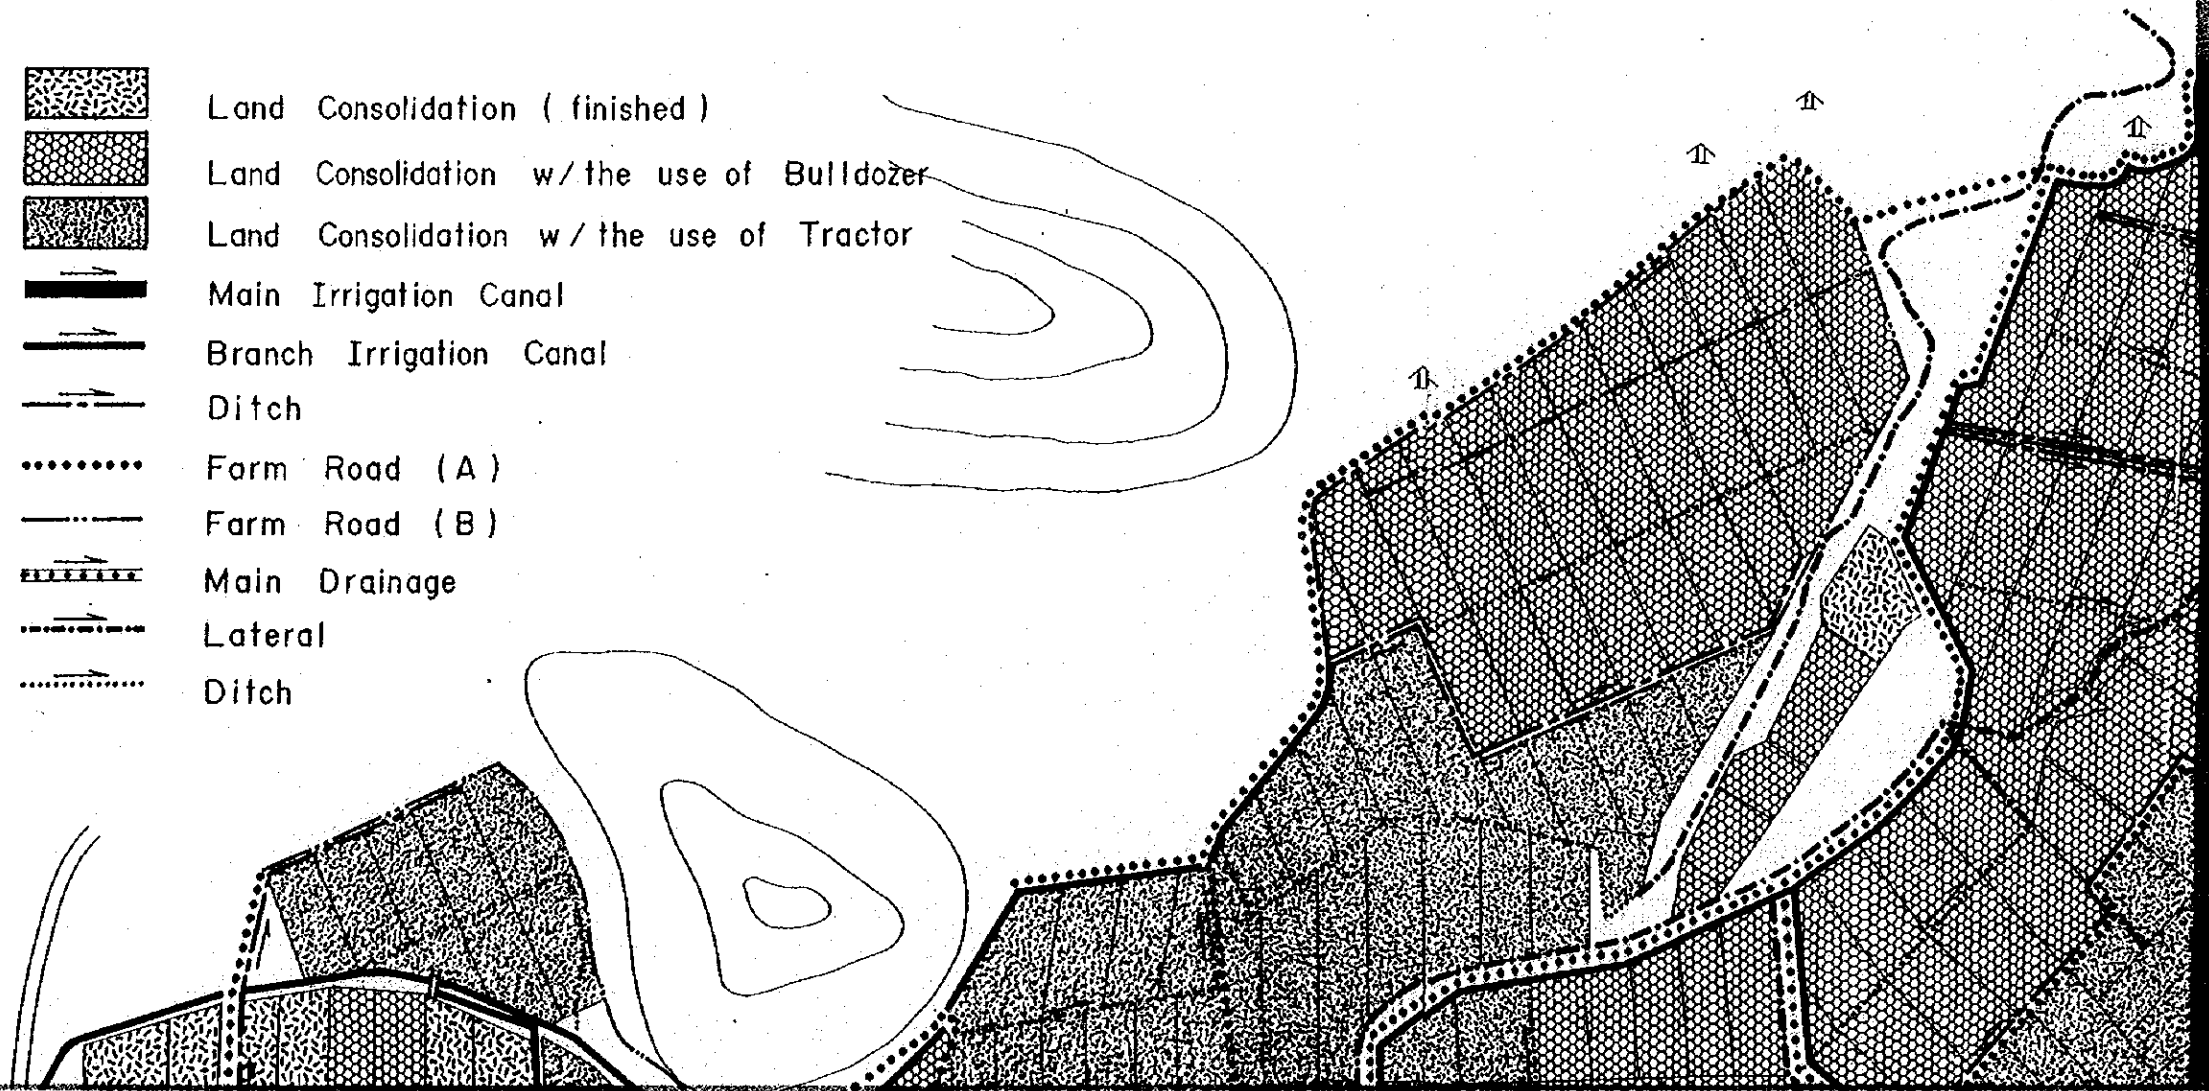 Land Consolidation ( finished )
Land Consolidation w/the use of Bulldozer
Land Consolidation w/the use of Tractor
Main Irrigation Canal
Branch Irrigation Canal
Ditch
Farm Road (A)
Farm Road (B)
Main Drainage
Lateral
Ditch